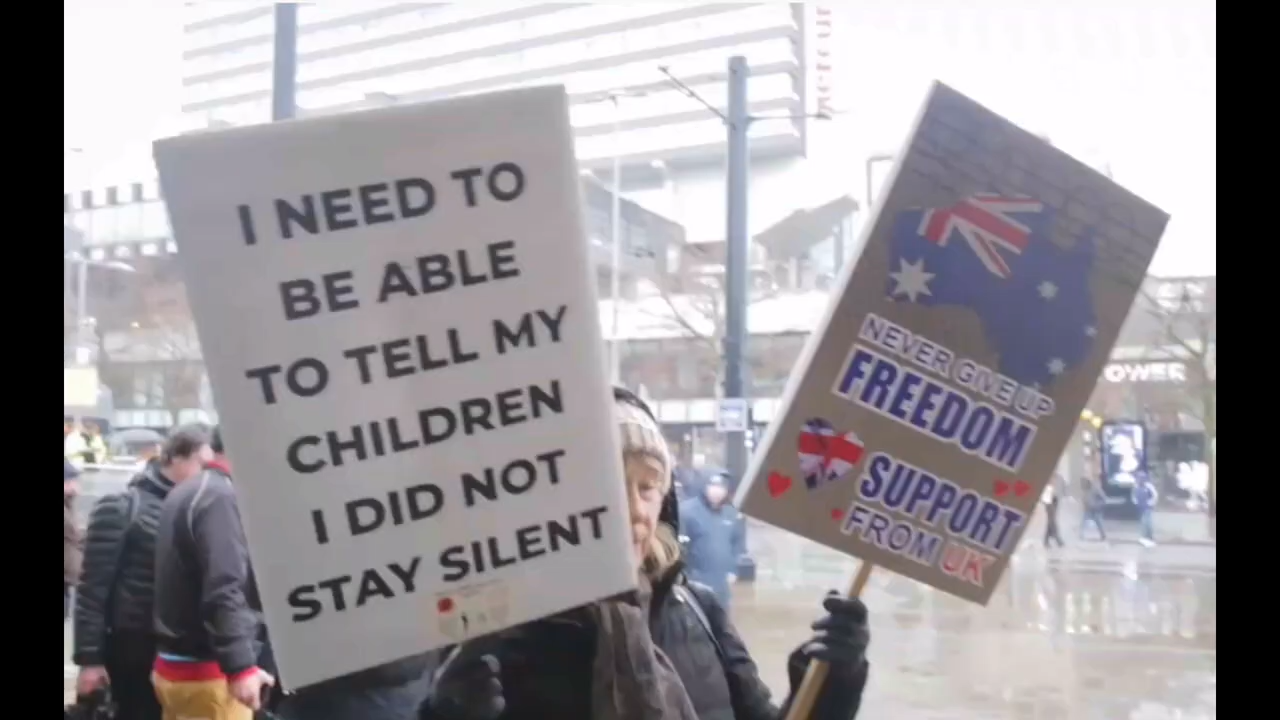 I NEED TO
BE ABLE
TO TELL MY
CHILDREN
I DID NOT
STAY SILENT
NEVER GIVE UP
FREEDOM
SUPPORT
FROM UK
OWER